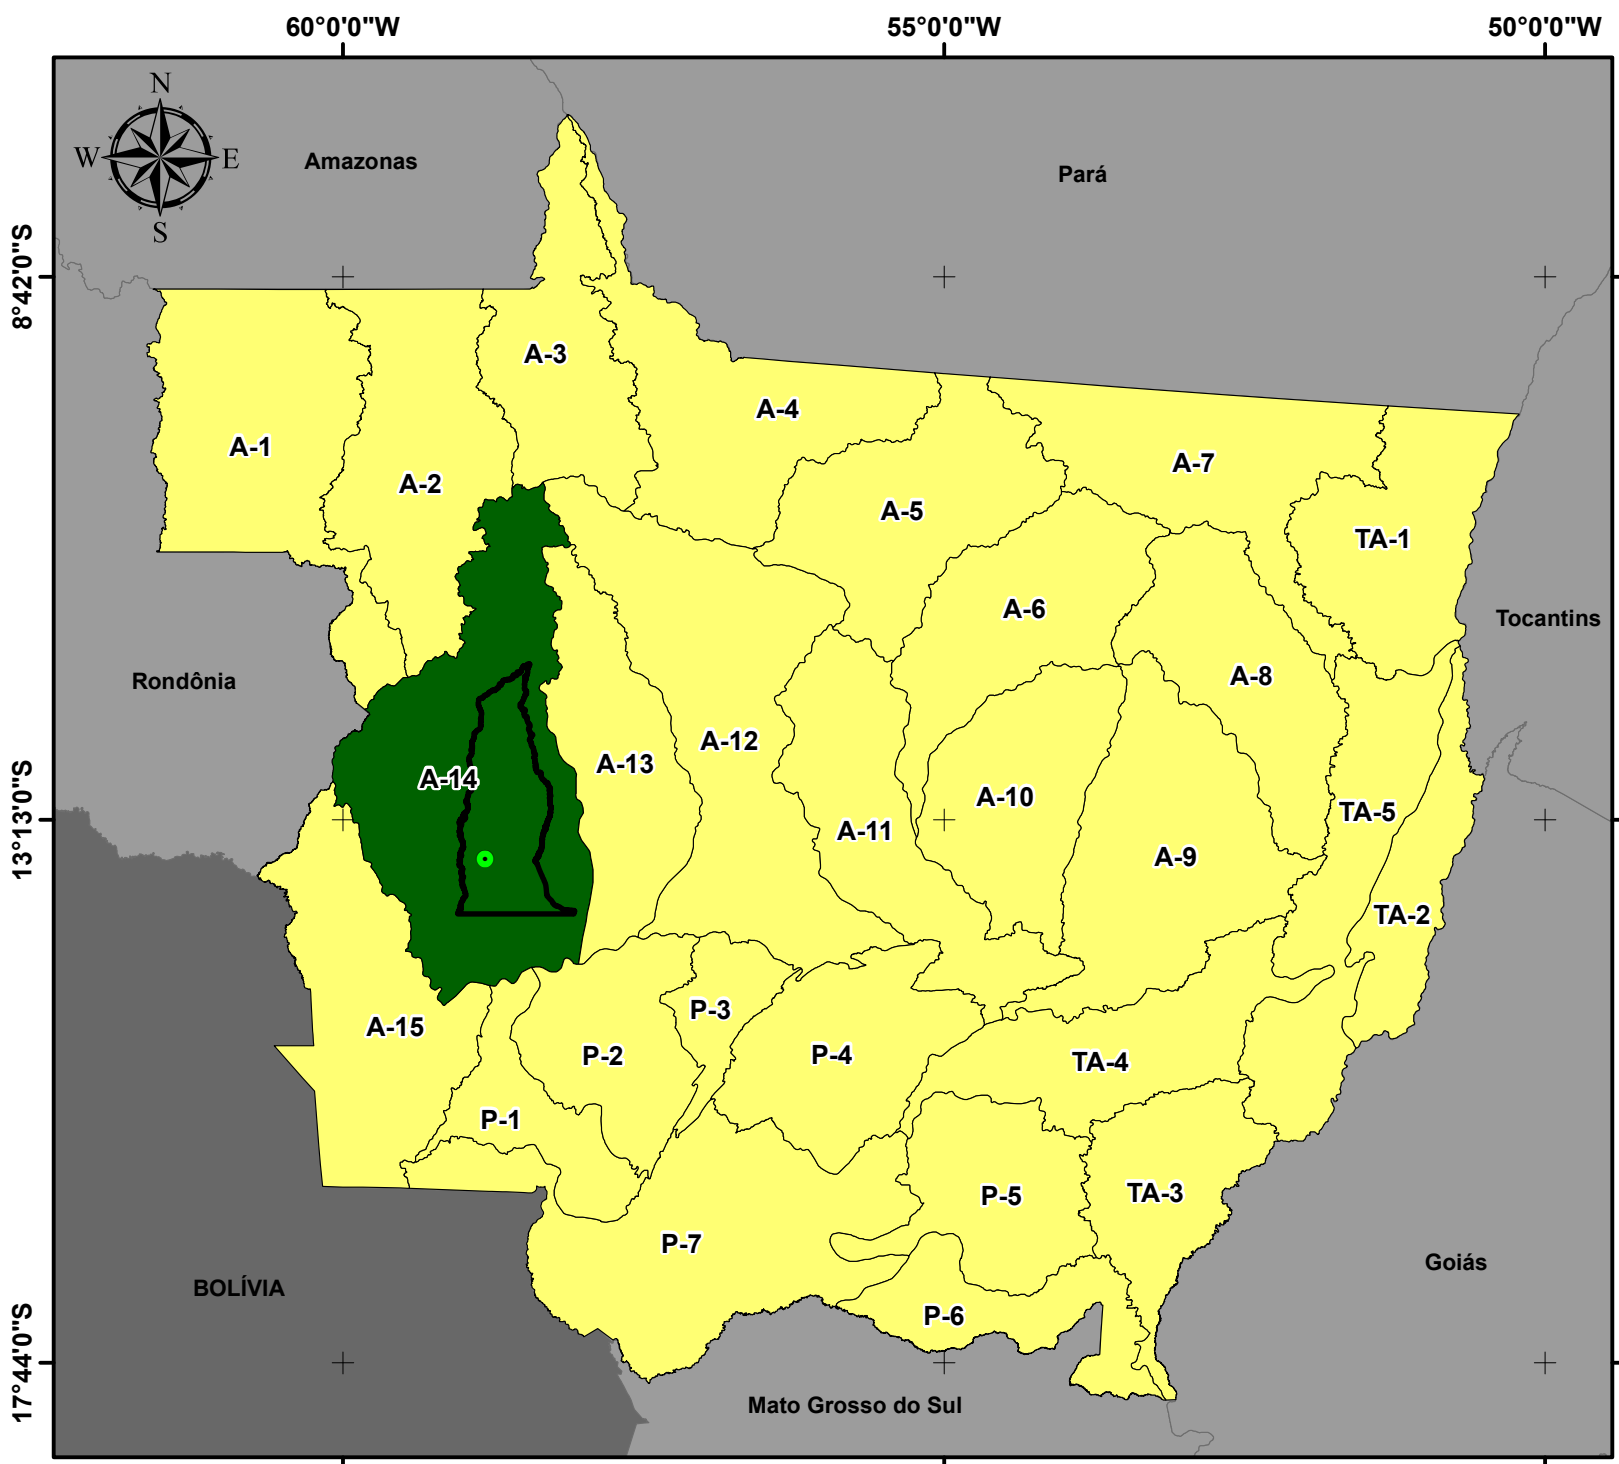 60°0'0"W
55°0'0"W
50°0'0"W
N
W
E
S
Amazonas
Pará
8°42'0"S
A-3
A-4
A-1
A-7
A-2
A-5
TA-1
A-6
Tocantins
Rondônia
A-8
A-12
A-13
A-14
A-10
TA-5
13°13'0"S
A-11
A-9
TA-2
P-3
A-15
P-2
P-4
TA-4
P-1
P-5
TA-3
P-7
Goiás
BOLÍVIA
P-6
17°44'0"S
Mato Grosso do Sul